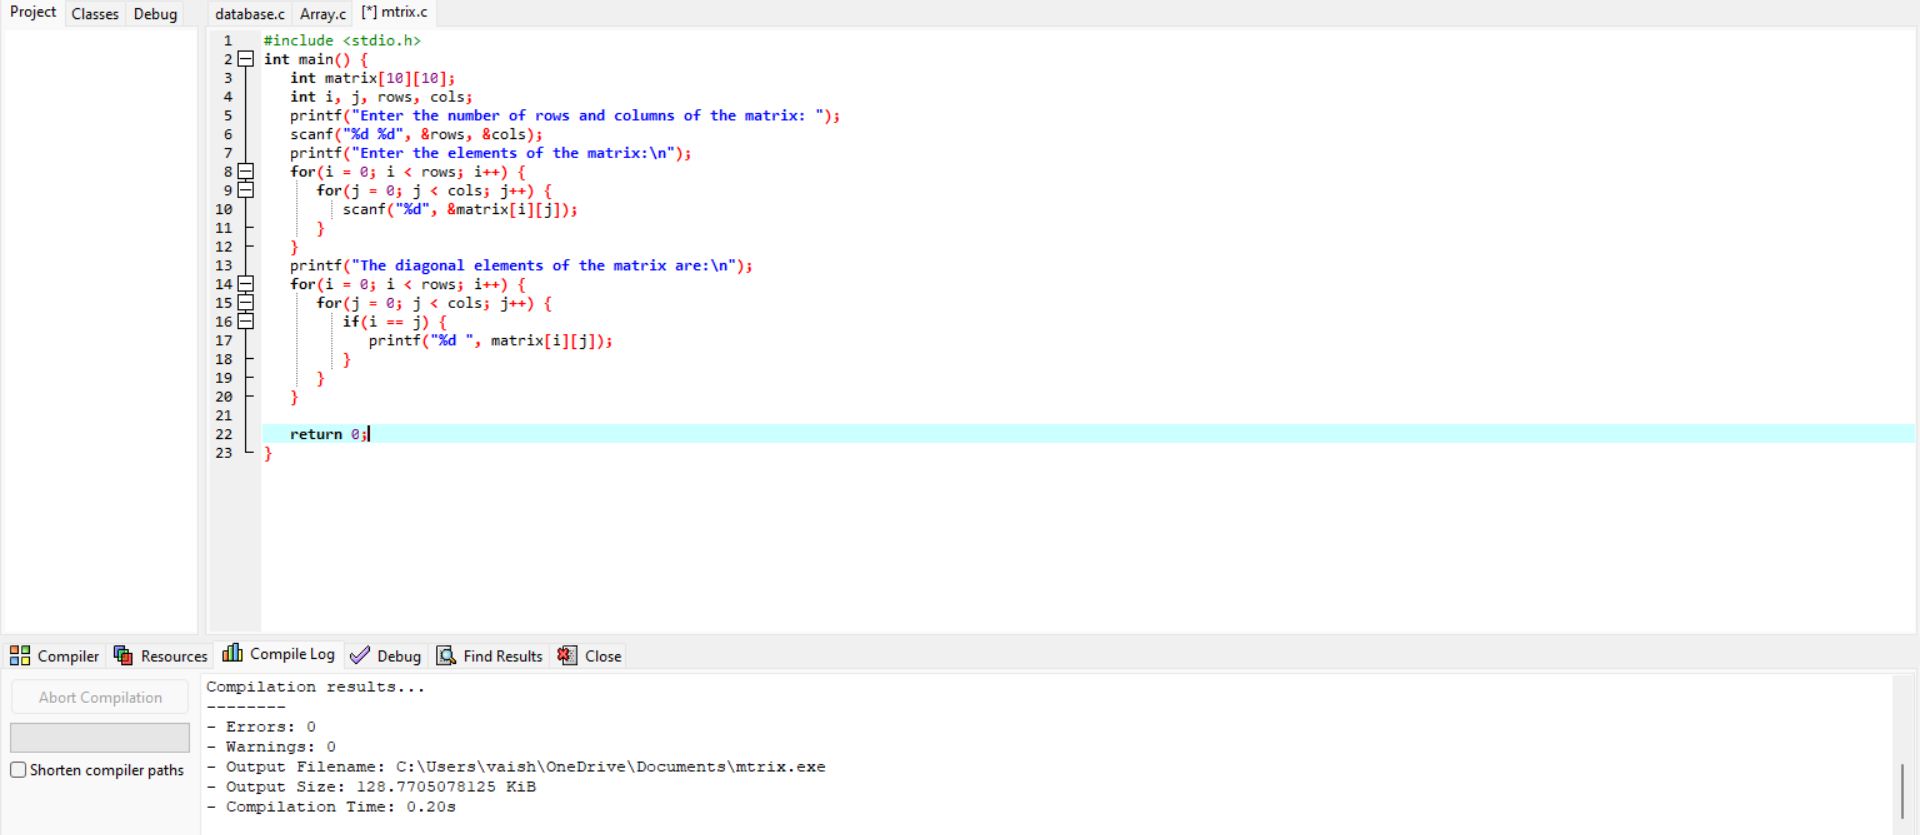 Project Classes Debug
database.c Array.c [*] mtrix.c
1 #include <stdio.h>
2 int main() {
3 int matrix[10][10];
4 int i, j, rows, cols;
5 printf("Enter the number of rows and columns of the matrix: ");
6 scanf("%d %d", &rows, &cols);
7 printf("Enter the elements of the matrix:\n");
8 for(i = 0; i < rows; i++) {
9 for(j = 0; j < cols; j++) {
10 scanf("%d", &matrix[i][j]);
11 }
12 }
13 printf("The diagonal elements of the matrix are:\n");
14 for(i = 0; i < rows; i++) {
15 for(j = 0; j < cols; j++) {
16 if(i == j) {
17 printf("%d ", matrix[i][j]);
18 }
19 }
20 }
21
22 return 0;
23 }
Compiler Resources Compile Log Debug Find Results Close
Abort Compilation
Shorten compiler paths
Compilation results...
--------
- Errors: 0
- Warnings: 0
- Output Filename: C:\Users\vaish\OneDrive\Documents\mtrix.exe
- Output Size: 128.7705078125 KiB
- Compilation Time: 0.20s